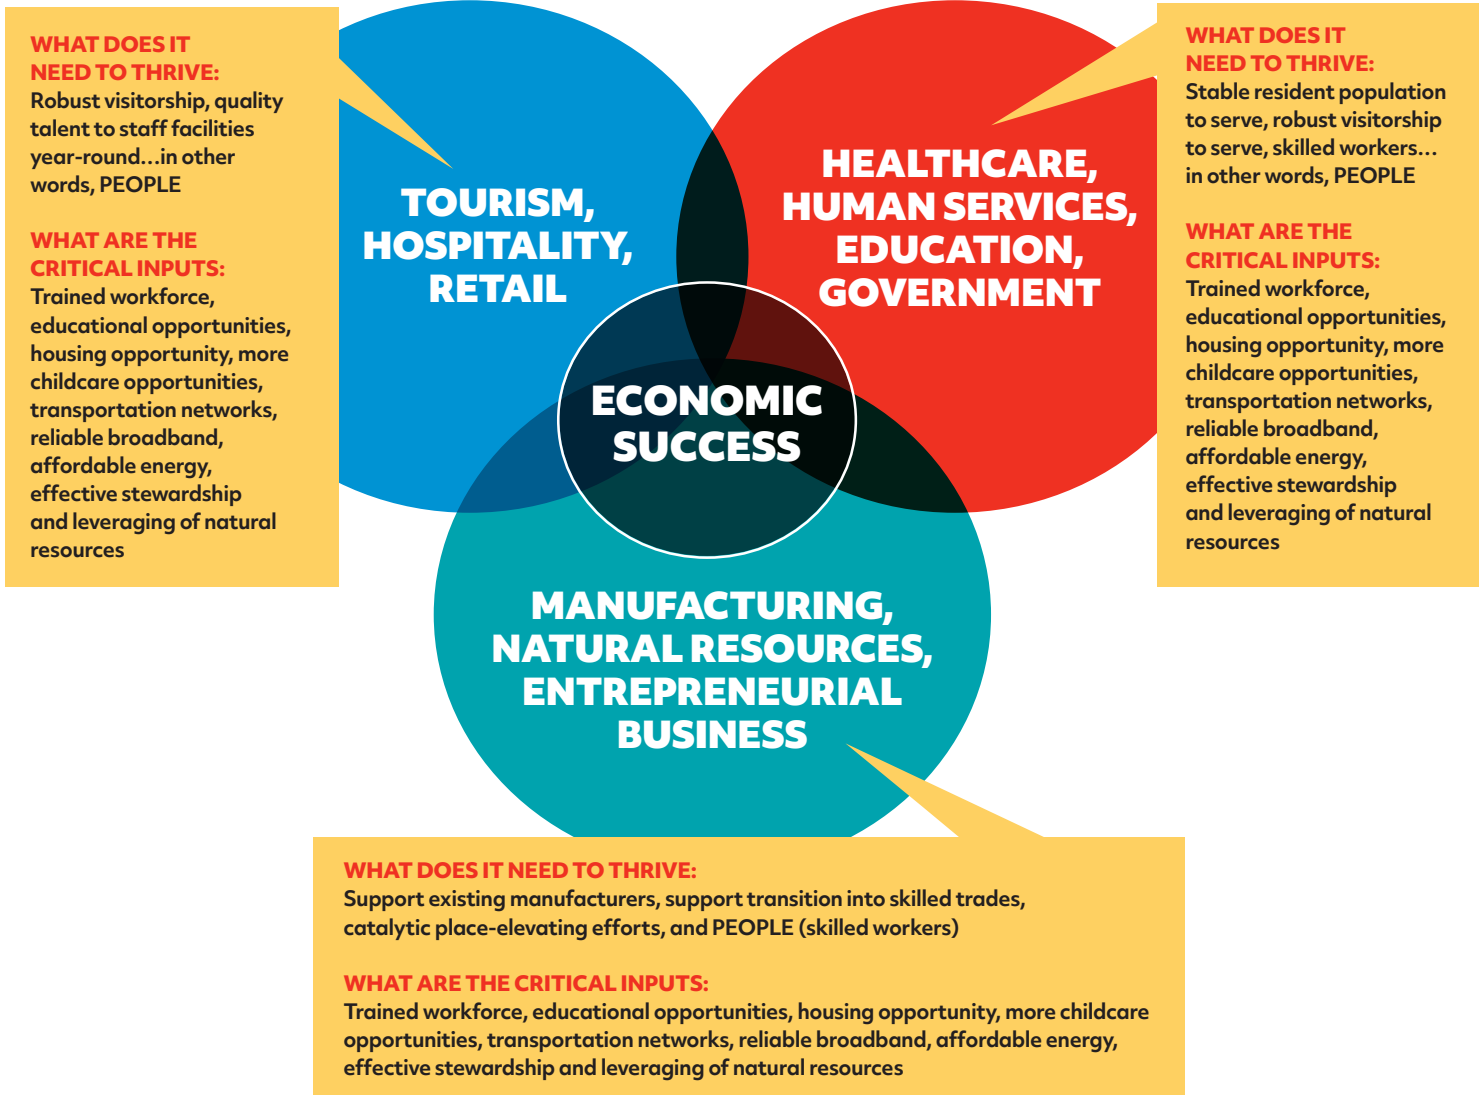 WHAT DOES IT
NEED TO THRIVE:
Robust visitorship, quality
talent to staff facilities
year-round...in other
words, PEOPLE
WHAT ARE THE
CRITICAL INPUTS:
Trained workforce,
educational opportunities,
housing opportunity, more
childcare opportunities,
transportation networks,
reliable broadband,
affordable energy,
effective stewardship
and leveraging of natural
resources
TOURISM,
HOSPITALITY,
RETAIL
HEALTHCARE,
HUMAN SERVICES,
EDUCATION,
GOVERNMENT
WHAT DOES IT
NEED TO THRIVE:
Stable resident population
to serve, robust visitorship
to serve, skilled workers...
in other words, PEOPLE
WHAT ARE THE
CRITICAL INPUTS:
Trained workforce,
educational opportunities,
housing opportunity, more
childcare opportunities,
transportation networks,
reliable broadband,
affordable energy,
effective stewardship
and leveraging of natural
resources
ECONOMIC
SUCCESS
MANUFACTURING,
NATURAL RESOURCES,
ENTREPRENEURIAL
BUSINESS
WHAT DOES IT NEED TO THRIVE:
Support existing manufacturers, support transition into skilled trades,
catalytic place-elevating efforts, and PEOPLE (skilled workers)
WHAT ARE THE CRITICAL INPUTS:
Trained workforce, educational opportunities, housing opportunity, more childcare
opportunities, transportation networks, reliable broadband, affordable energy,
effective stewardship and leveraging of natural resources